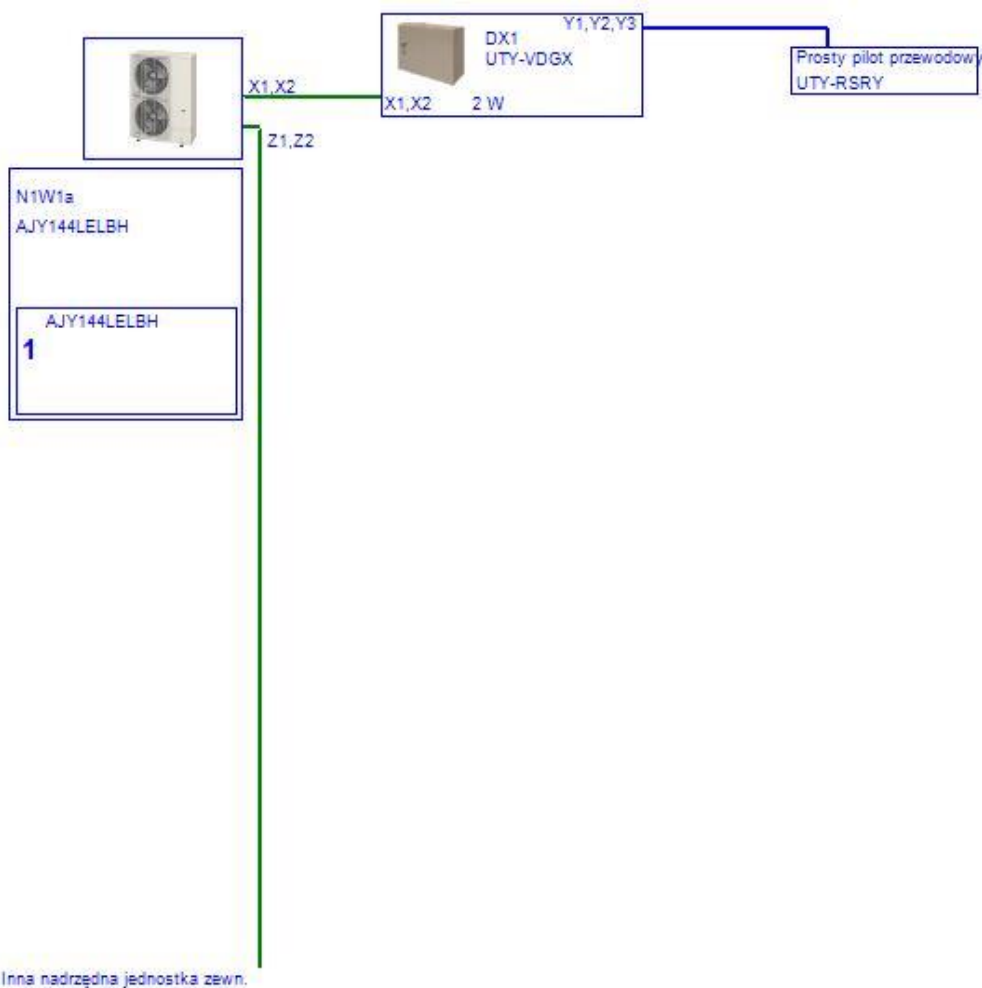 Y1,Y2,Y3
DX1
UTY-VDGX
X1,X2
X1,X2 2 W
Prosty pilot przewodowy
UTY-RSRY
Z1,Z2
N1W1a
AJY144LELBH
AJY144LELBH
1
Inna nadrzędna jednostka zewn.